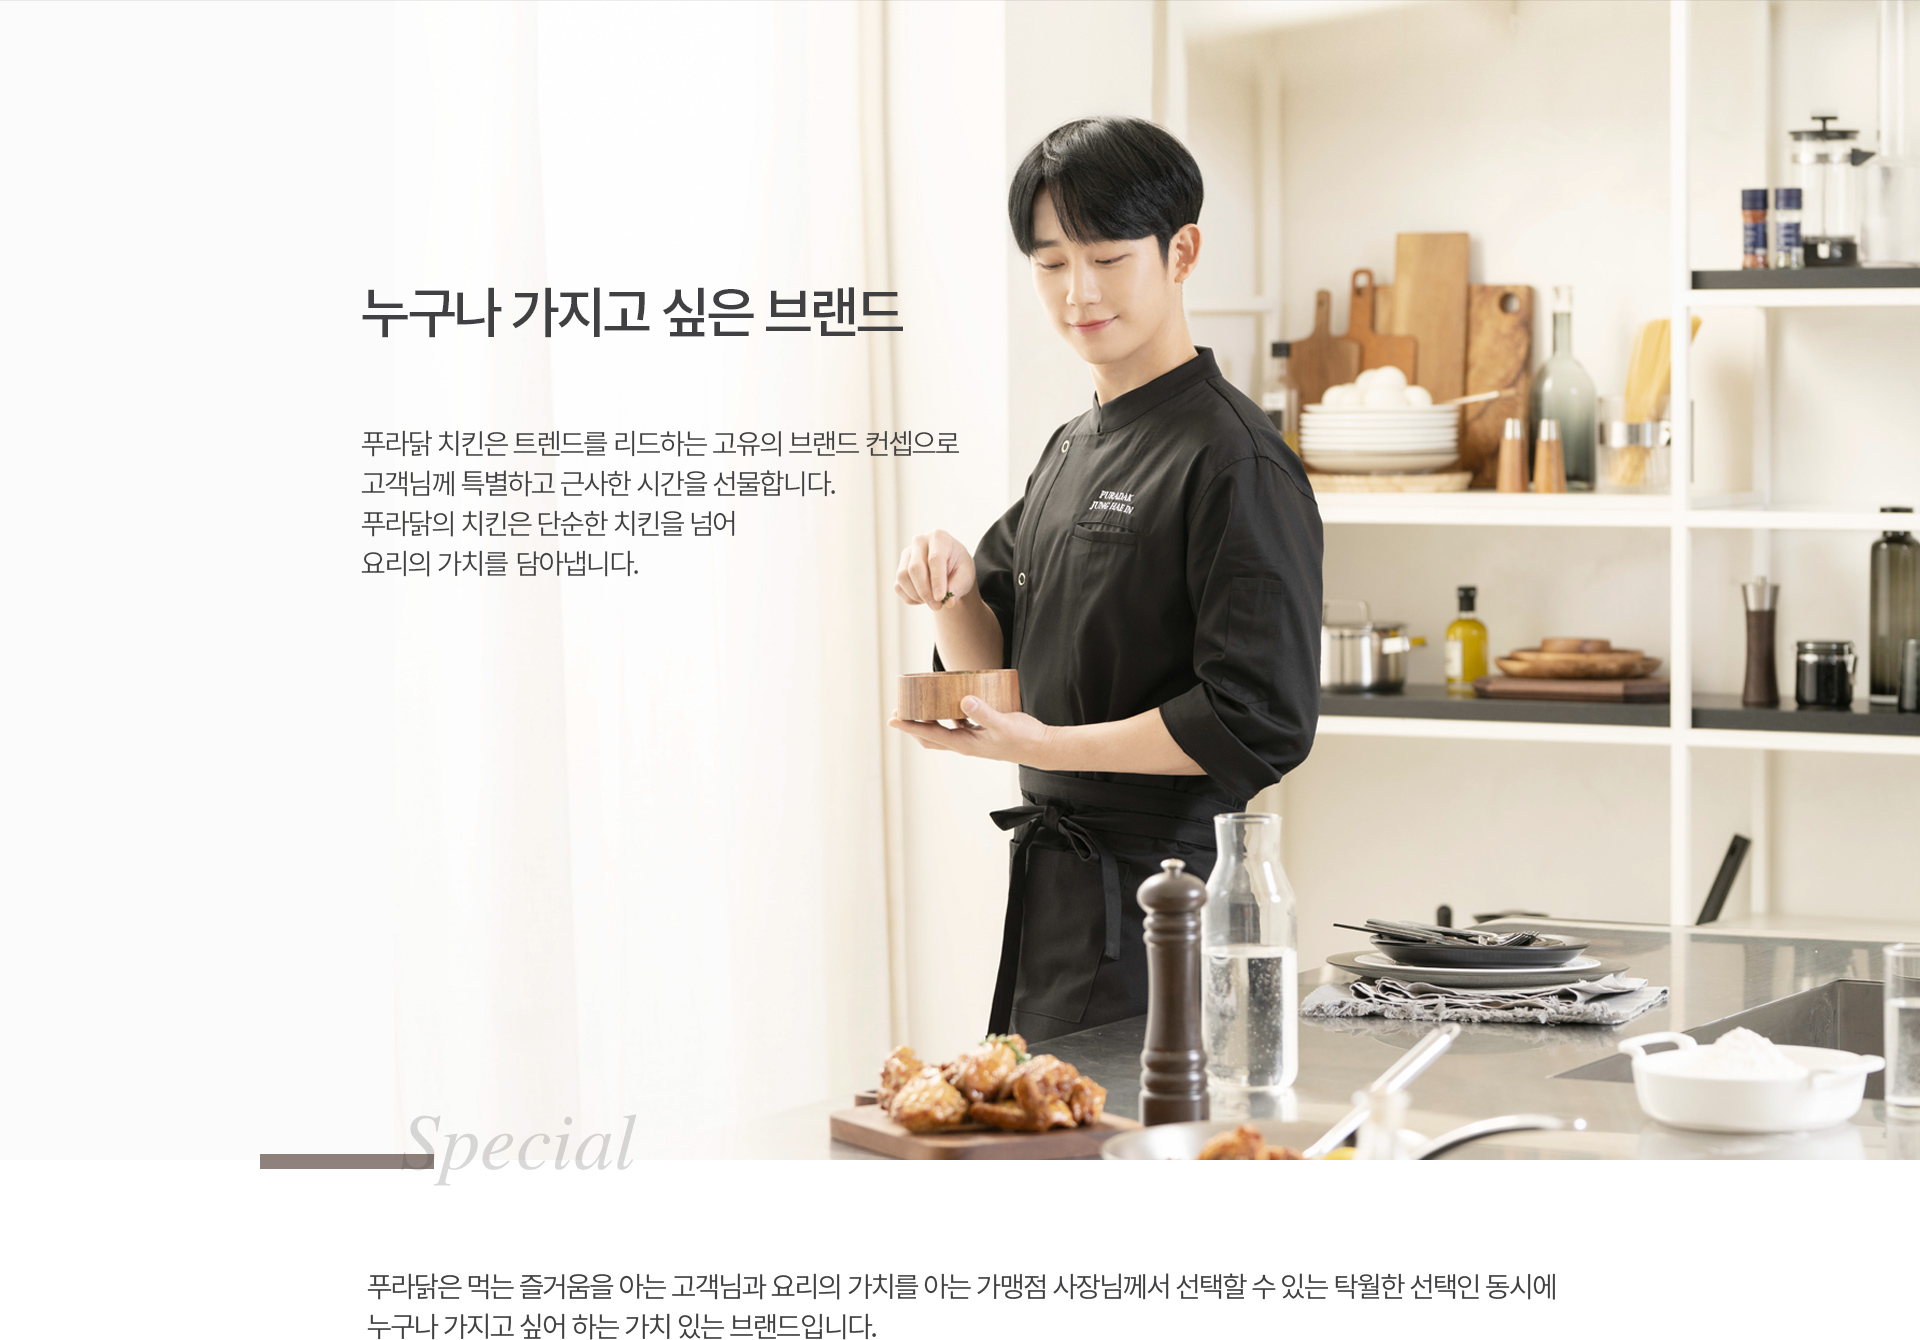 누구나 가지고 싶은 브랜드
푸라닭 치킨은 트렌드를 리드하는 고유의 브랜드 컨셉으로
고객님께 특별하고 근사한 시간을 선물합니다.
푸라닭의 치킨은 단순한 치킨을 넘어
요리의 가치를 담아냅니다.
PURADAK
JUNG HAE IN
Special
푸라닭은 먹는 즐거움을 아는 고객님과 요리의 가치를 아는 가맹점 사장님께서 선택할 수 있는 탁월한 선택인 동시에
누구나 가지고 싶어 하는 가치 있는 브랜드입니다.